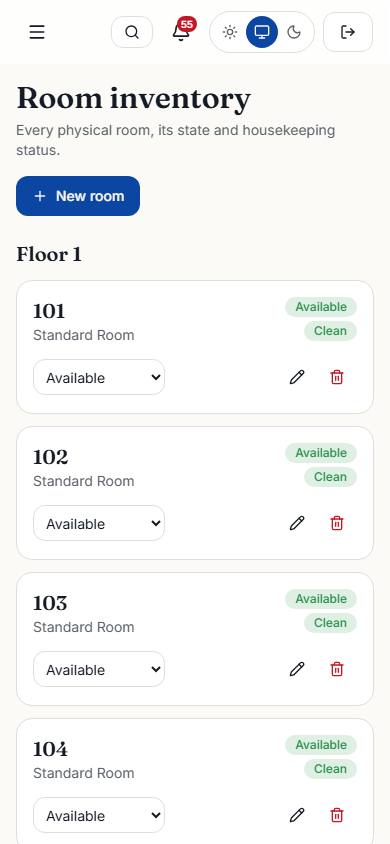 55
Room inventory
Every physical room, its state and housekeeping
status.
New room
Floor 1
101
Available
Standard Room
Clean
Available
102
Available
Standard Room
Clean
Available
103
Available
Standard Room
Clean
Available
104
Available
Standard Room
Clean
Available